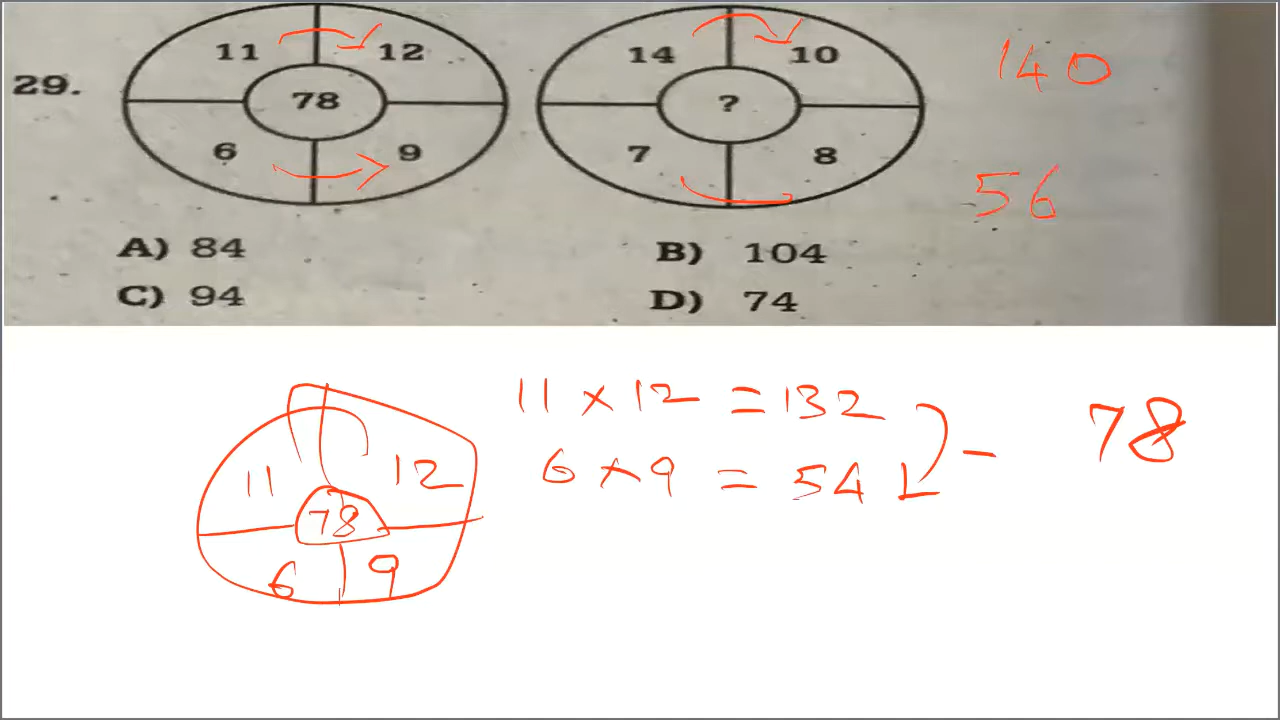 11 12 14 10 140
29. 78 ?
6 9 7 8 56
A) 84 B) 104
C) 94 D) 74
11 × 12 = 132
6 × 9 = 54 - 78
11 12
78
6 9